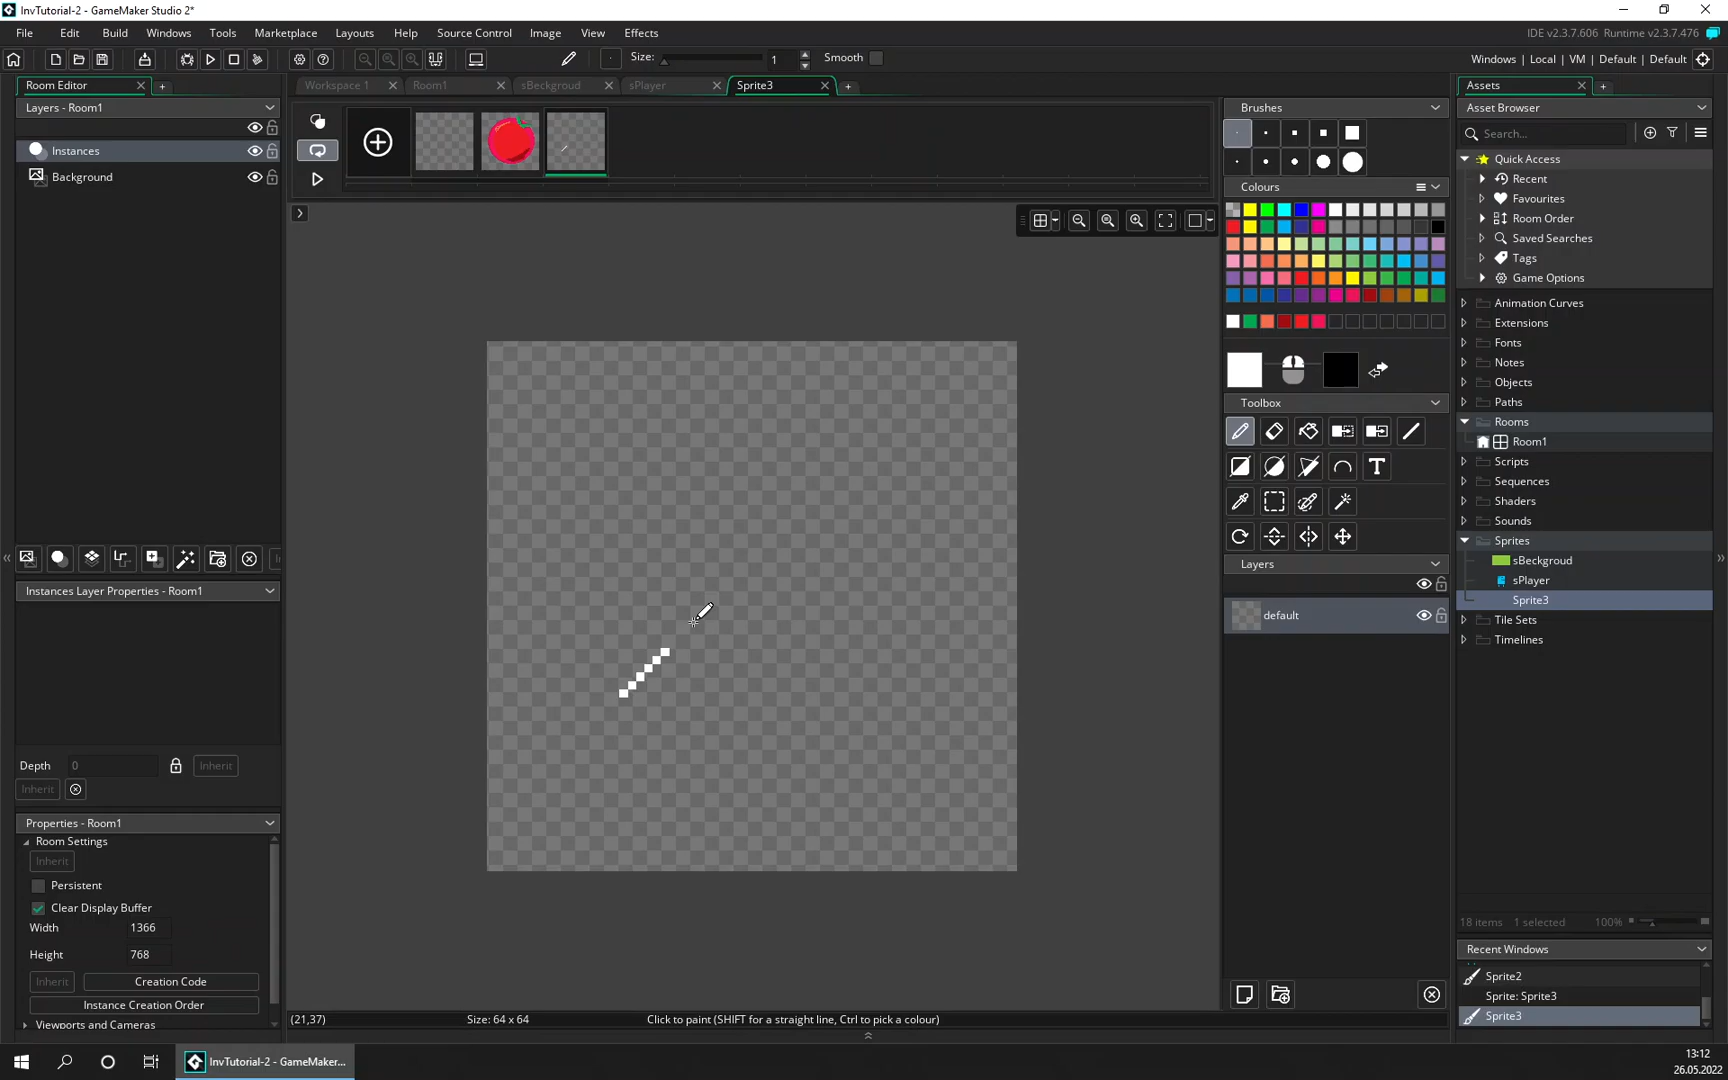 InvTutorial-2 - GameMaker Studio 2*
File Edit Build Windows Tools Help Marketplace Layouts Source Control Image View Effects
IDE v2.3.7.606 Runtime v2.3.7.476
Size: 1 Smooth
Windows | Local | VM | Default | Default
Room Editor
Workspace 1 Room1 sBeckgroud sPlayer Sprite3
Assets
Layers - Room1
Brushes
Asset Browser
Search...
Instances
Background
Quick Access
Recent
Colours
Favourites
Room Order
Saved Searches
Tags
Game Options
Animation Curves
Extensions
Fonts
Notes
Objects
Toolbox
Paths
Rooms
Room1
Scripts
Sequences
Shaders
Sounds
Sprites
sBeckgroud
sPlayer
Sprite3
Tile Sets
Timelines
Layers
default
Instances Layer Properties - Room1
Depth 0 Inherit
Inherit
Properties - Room1
Room Settings
Inherit
Persistent
Clear Display Buffer
Width 1366
Height 768
Inherit Creation Code
Instance Creation Order
Viewports and Cameras
18 items 1 selected 100%
Recent Windows
Sprite2
Sprite: Sprite3
Sprite3
(21,37) Size: 64 x 64 Click to paint (SHIFT for a straight line, Ctrl to pick a colour)
InvTutorial-2 - GameMaker...
13:12
26.05.2022